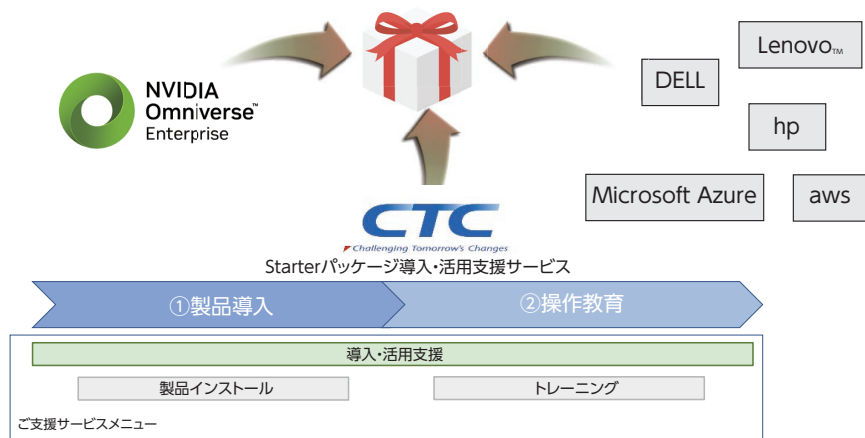 NVIDIA
Omniverse™
Enterprise
Lenovo™
DELL
hp
Microsoft Azure
aws
CTC
Challenging Tomorrow's Changes
Starterパッケージ導入・活用支援サービス
①製品導入
②操作教育
導入・活用支援
製品インストール
トレーニング
ご支援サービスメニュー